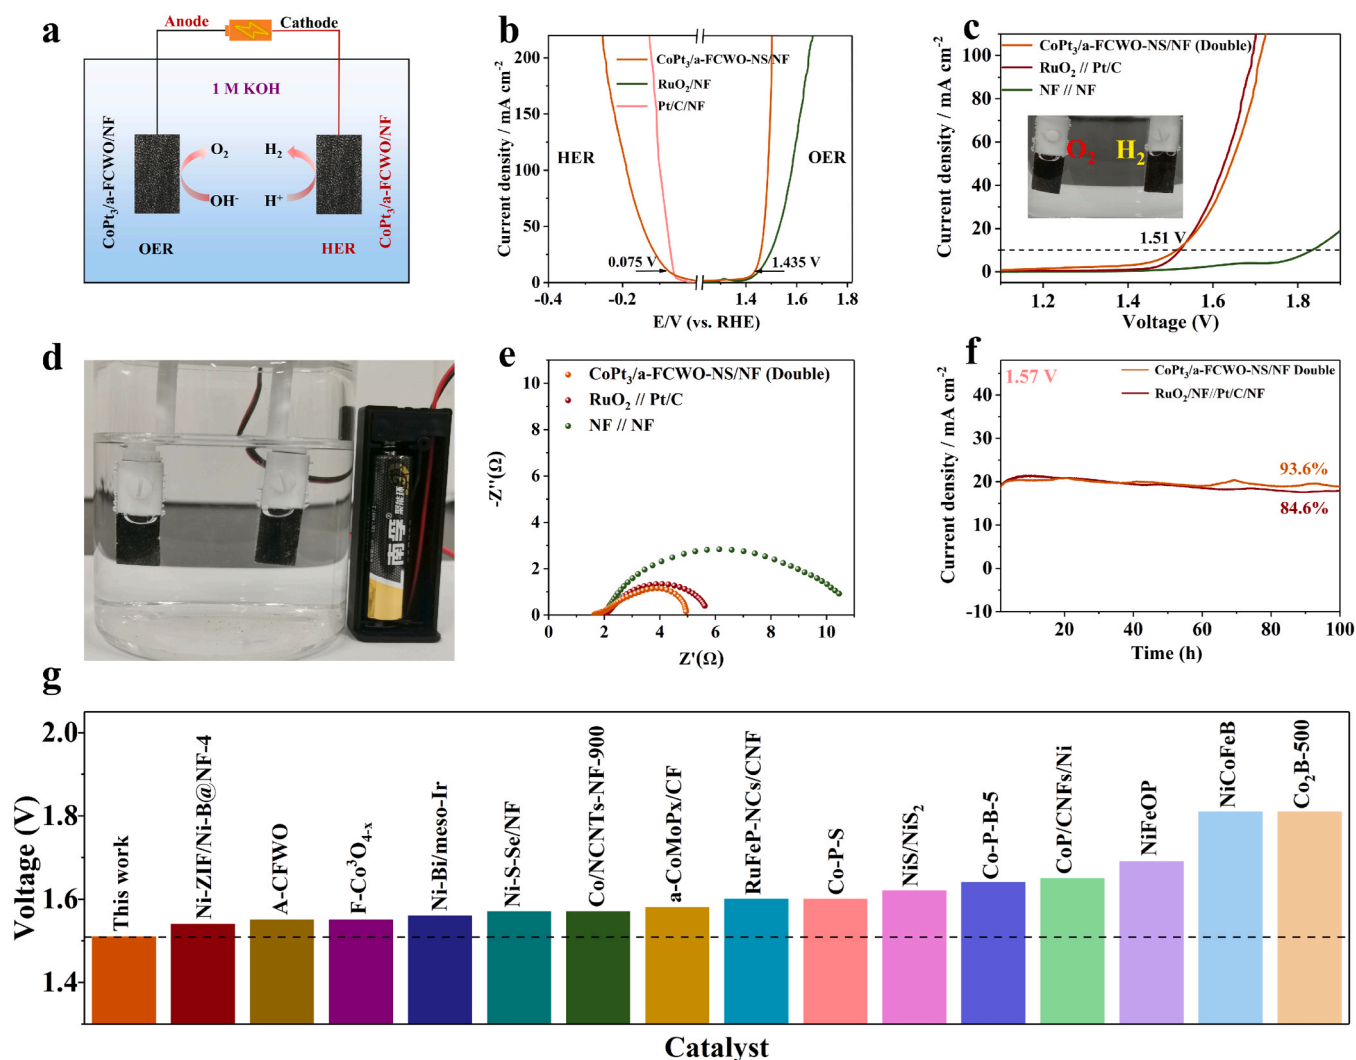 a
Anode
Cathode
1 M KOH
CoPt₃/a-FCWO/NF
O₂
H₂
OH⁻
H⁺
OER
HER
CoPt₃/a-FCWO/NF
b
CoPt₃/a-FCWO-NS/NF
RuO₂/NF
Pt/C/NF
HER
OER
0.075 V
1.435 V
Current density / mA cm⁻²
0
50
100
150
200
-0.4
-0.2
1.4
1.6
1.8
E/V (vs. RHE)
c
CoPt₃/a-FCWO-NS/NF (Double)
RuO₂ // Pt/C
NF // NF
O₂
H₂
1.51 V
Current density / mA cm⁻²
0
20
40
60
80
100
1.2
1.4
1.6
1.8
Voltage (V)
d
南孚®
聚能环
e
CoPt₃/a-FCWO-NS/NF (Double)
RuO₂ // Pt/C
NF // NF
-Z''(Ω)
0
2
4
6
8
10
0
2
4
6
8
10
Z'(Ω)
f
1.57 V
CoPt₃/a-FCWO-NS/NF Double
RuO₂/NF//Pt/C/NF
93.6%
84.6%
Current density / mA cm⁻²
-10
0
10
20
30
40
0
20
40
60
80
100
Time (h)
g
Voltage (V)
2.0
1.8
1.6
1.4
This work
Ni-ZIF/Ni-B@NF-4
A-CFWO
F-Co³O₄₋ₓ
Ni-Bi/meso-Ir
Ni-S-Se/NF
Co/NCNTs-NF-900
a-CoMoPx/CF
RuFeP-NCs/CNF
Co-P-S
NiS/NiS₂
Co-P-B-5
CoP/CNFs/Ni
NiFeOP
NiCoFeB
Co₂B-500
Catalyst